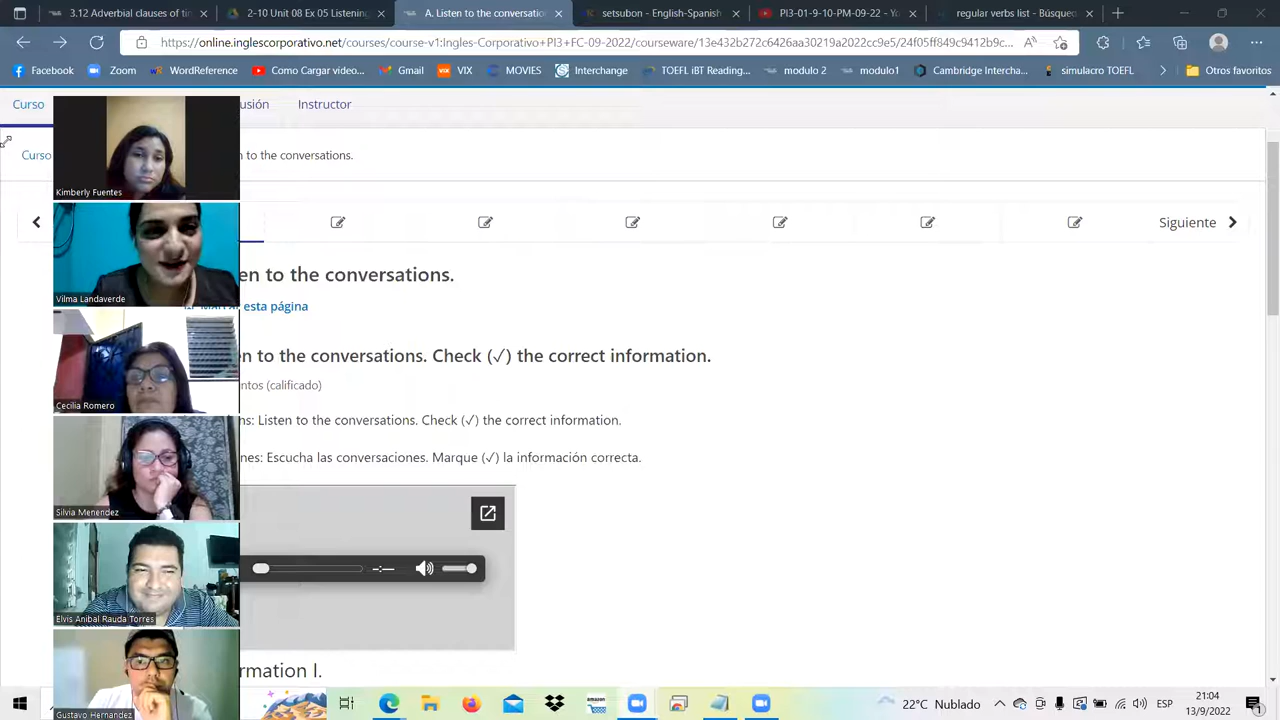 3.12 Adverbial clauses of time
2-10 Unit 08 Ex 05 Listening
A. Listen to the conversations.
setsubon - English-Spanish
PI3-01-9-10-PM-09-22 - Yo
regular verbs list - Búsque
https://online.inglescorporativo.net/courses/course-v1:Ingles-Corporativo+PI3+FC-09-2022/courseware/13e432b272c6426aa30219a2022cc9e5/24f05ff849c9412b9c...
Facebook Zoom WordReference Como Cargar video... Gmail VIX MOVIES Interchange TOEFL iBT Reading... modulo 2 modulo1 Cambridge Intercha... simulacro TOEFL Otros favoritos
Curso usión Instructor
Curso n to the conversations.
Kimberly Fuentes
Siguiente
Vilma Landaverde
en to the conversations.
esta página
en to the conversations. Check (✓) the correct information.
ntos (calificado)
Cecilia Romero
ns: Listen to the conversations. Check (✓) the correct information.
nes: Escucha las conversaciones. Marque (✓) la información correcta.
Silvia Menendez
-:--
Elvis Anibal Rauda Torres
rmation I.
Gustavo Hernandez
amazon
22°C Nublado
ESP
21:04
13/9/2022
1